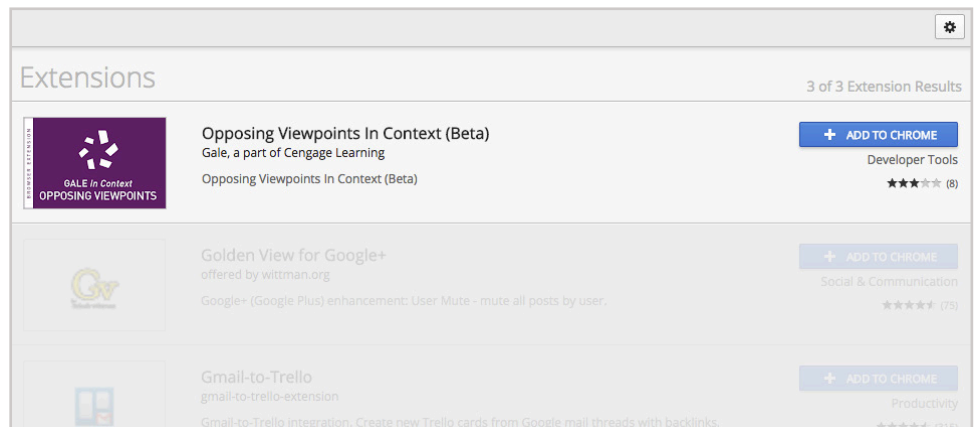 Extensions
3 of 3 Extension Results
BROWSER EXTENSION
GALE in Context
OPPOSING VIEWPOINTS
Opposing Viewpoints In Context (Beta)
Gale, a part of Cengage Learning
Opposing Viewpoints In Context (Beta)
+ ADD TO CHROME
Developer Tools
(8)
Gv
Golden View for Google+
offered by wittman.org
Google+ (Google Plus) enhancement: User Mute - mute all posts by user.
+ ADD TO CHROME
Social & Communication
(75)
Gmail-to-Trello
gmail-to-trello-extension
Gmail-to-Trello integration. Create new Trello cards from Google mail threads with backlinks.
+ ADD TO CHROME
Productivity